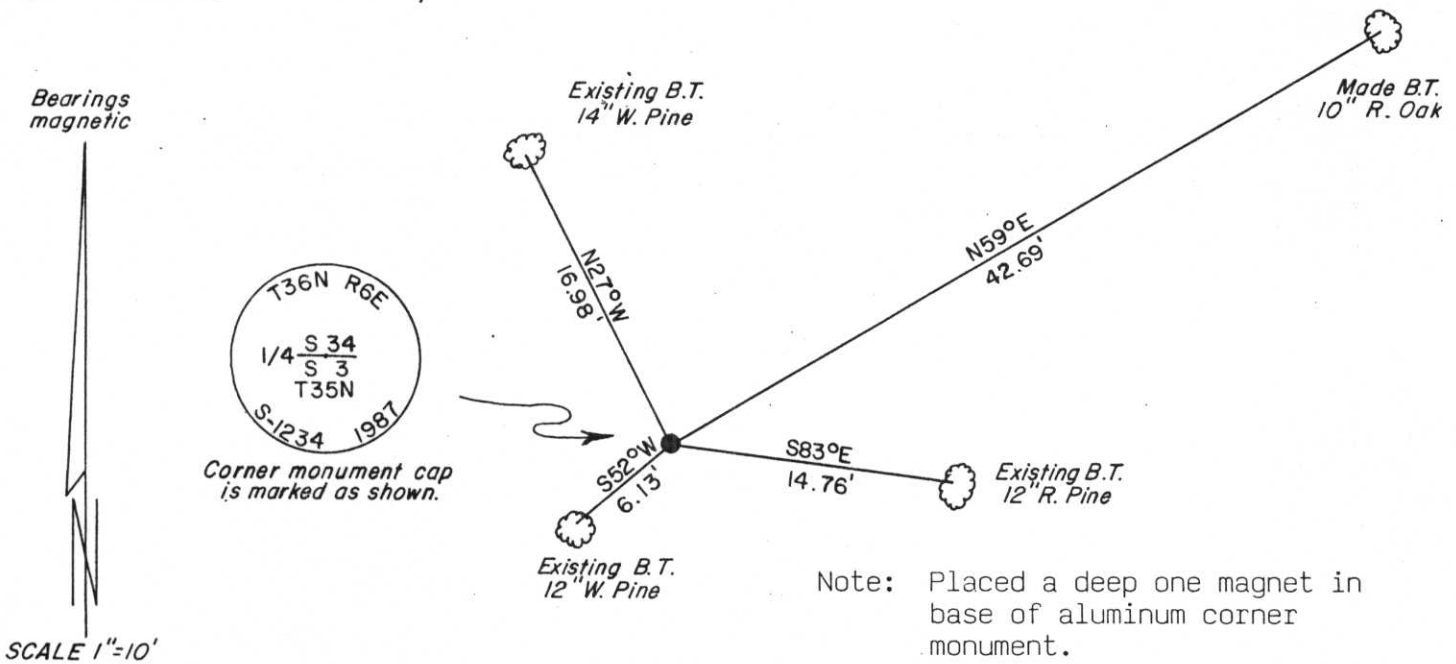 Bearings
magnetic
Existing B.T.
14" W. Pine
Made B.T.
10" R. Oak
N27°W
16.98'
N59°E
42.69'
T36N R6E
1/4 S 34
S 3
T35N
S-1234 1987
Corner monument cap
is marked as shown.
S52°W
6.13'
S83°E
14.76'
Existing B.T.
12" R. Pine
Existing B.T.
12" W. Pine
Note: Placed a deep one magnet in
base of aluminum corner
monument.
N
SCALE 1"=10'